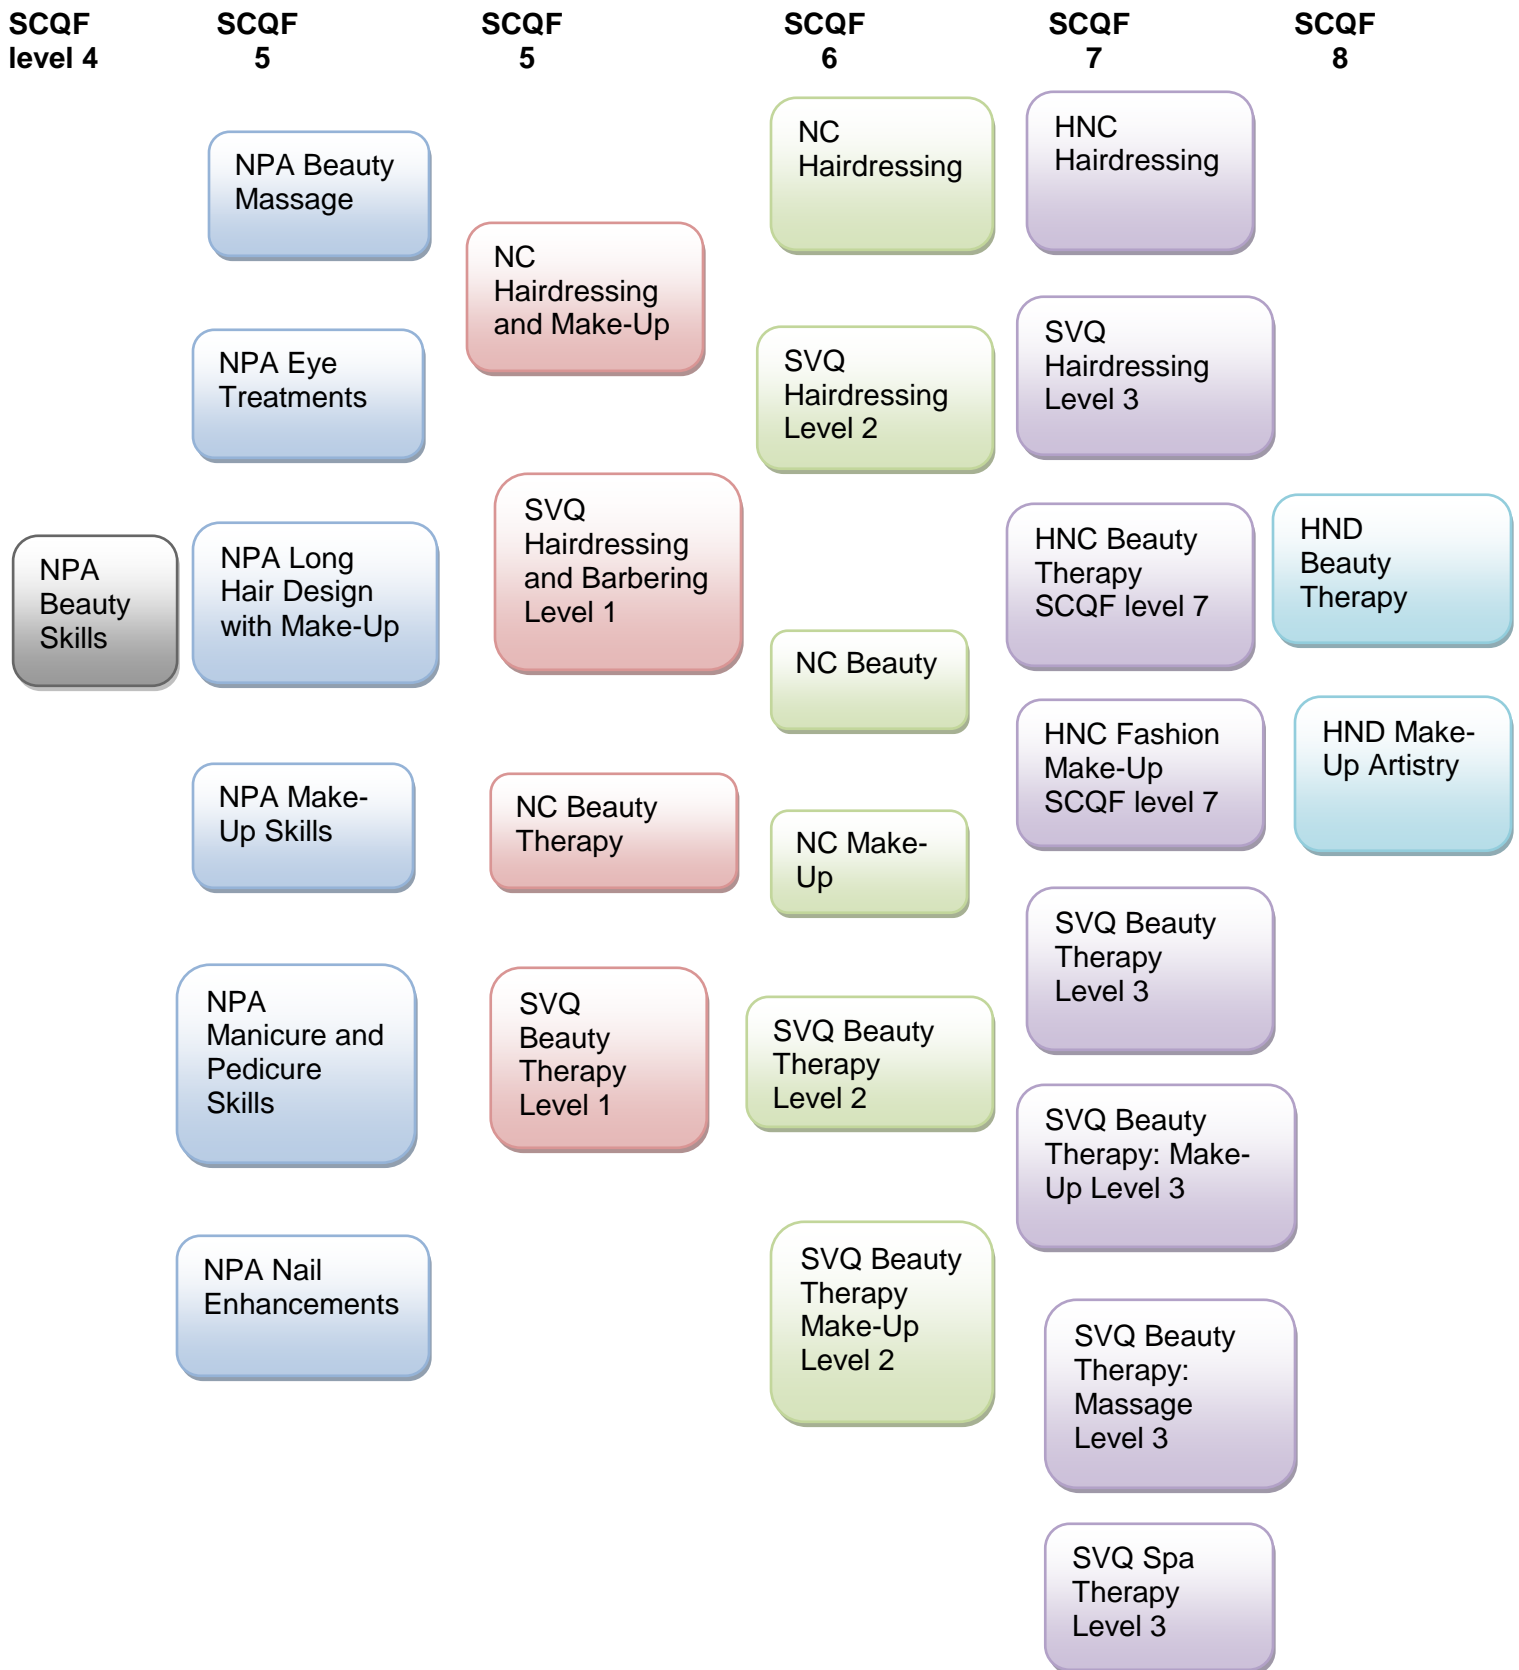 SCQF
level 4
SCQF
5
SCQF
5
SCQF
6
SCQF
7
SCQF
8
NPA
Beauty
Skills
NPA Beauty
Massage
NPA Eye
Treatments
NPA Long
Hair Design
with Make-Up
NPA Make-
Up Skills
NPA
Manicure and
Pedicure
Skills
NPA Nail
Enhancements
NC
Hairdressing
and Make-Up
SVQ
Hairdressing
and Barbering
Level 1
NC Beauty
Therapy
SVQ
Beauty
Therapy
Level 1
NC
Hairdressing
SVQ
Hairdressing
Level 2
NC Beauty
NC Make-
Up
SVQ Beauty
Therapy
Level 2
SVQ Beauty
Therapy
Make-Up
Level 2
HNC
Hairdressing
SVQ
Hairdressing
Level 3
HNC Beauty
Therapy
SCQF level 7
HNC Fashion
Make-Up
SCQF level 7
SVQ Beauty
Therapy
Level 3
SVQ Beauty
Therapy: Make-
Up Level 3
SVQ Beauty
Therapy:
Massage
Level 3
SVQ Spa
Therapy
Level 3
HND
Beauty
Therapy
HND Make-
Up Artistry